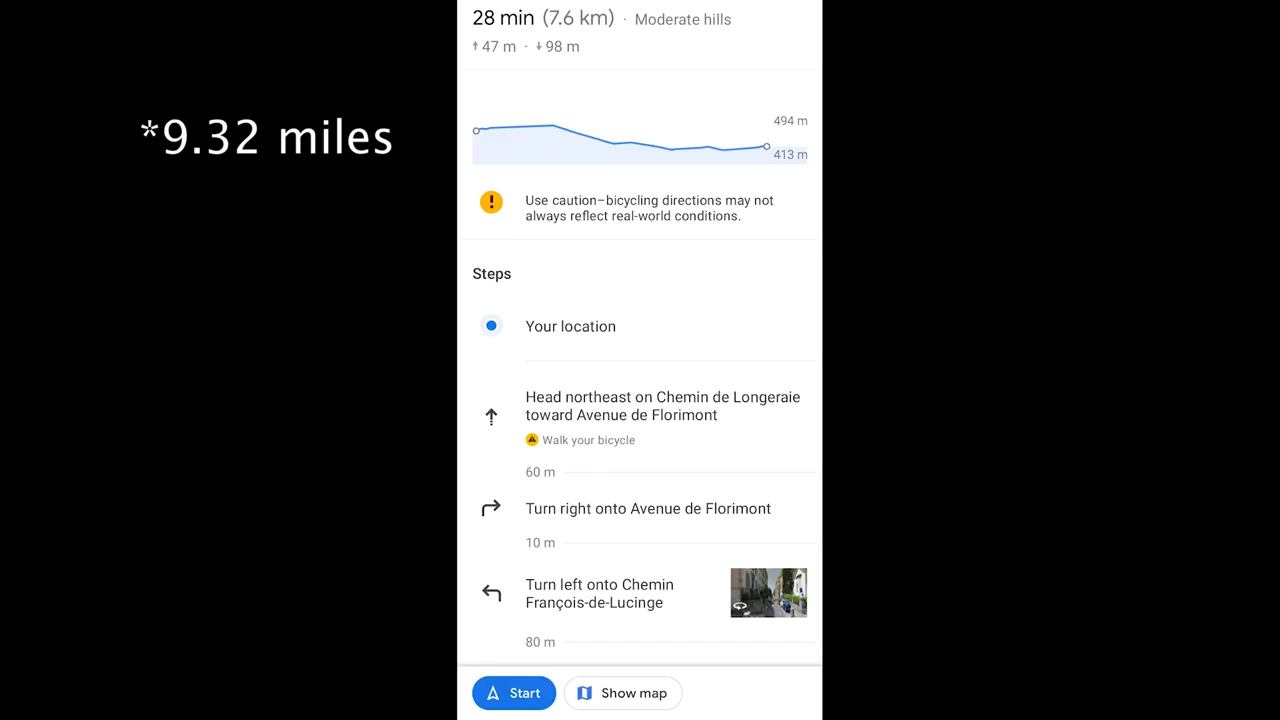 *9.32 miles
28 min (7.6 km) · Moderate hills
47 m · 98 m
494 m
413 m
Use caution–bicycling directions may not
always reflect real-world conditions.
Steps
Your location
Head northeast on Chemin de Longeraie
toward Avenue de Florimont
Walk your bicycle
60 m
Turn right onto Avenue de Florimont
10 m
Turn left onto Chemin
François-de-Lucinge
80 m
Start
Show map